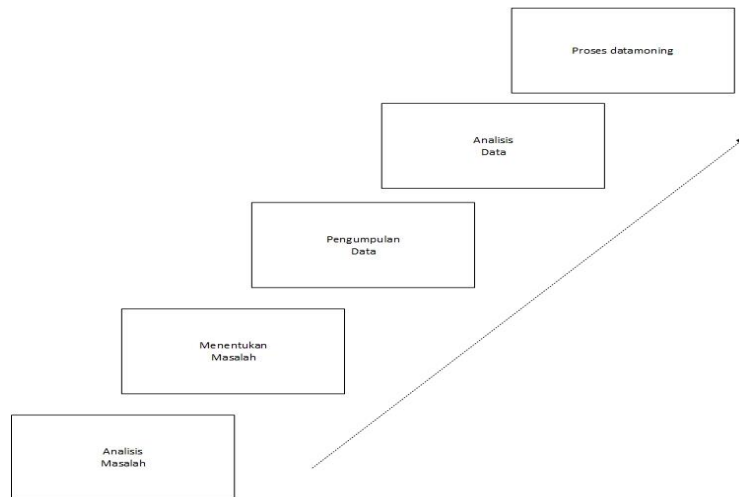 Proses datamoning
Analisis
Data
Pengumpulan
Data
Menentukan
Masalah
Analisis
Masalah